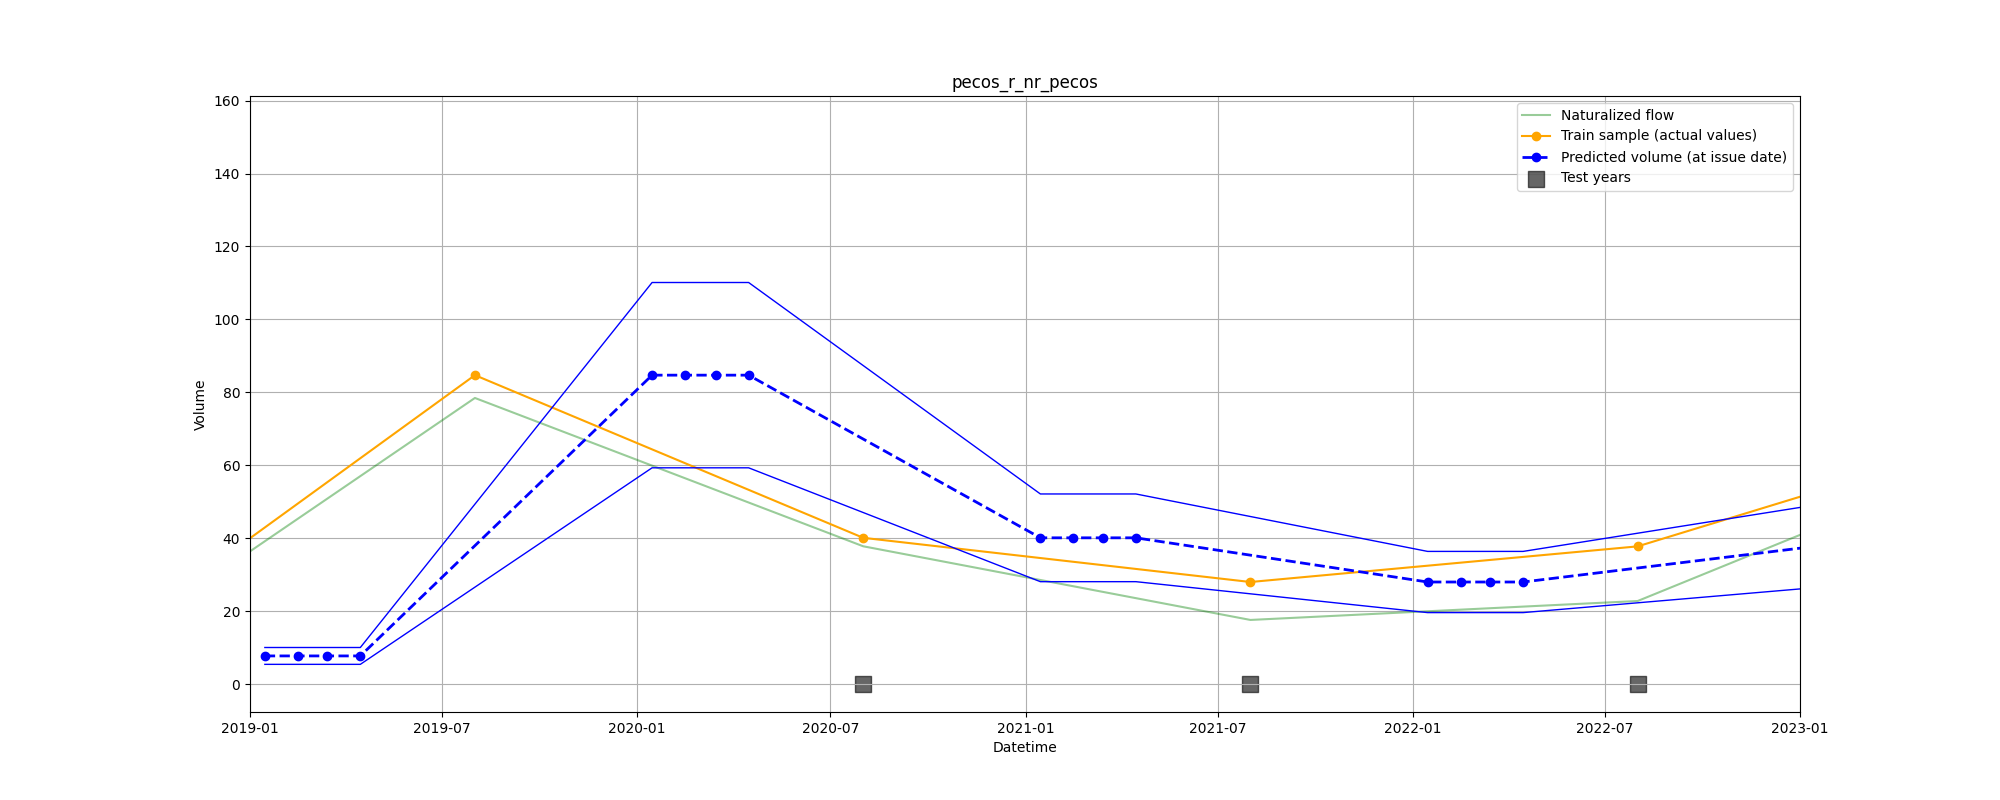 pecos_r_nr_pecos
160
140
120
100
80
60
40
20
0
Volume
Naturalized flow
Train sample (actual values)
Predicted volume (at issue date)
Test years
2019-01 2019-07 2020-01 2020-07 2021-01 2021-07 2022-01 2022-07 2023-01
Datetime